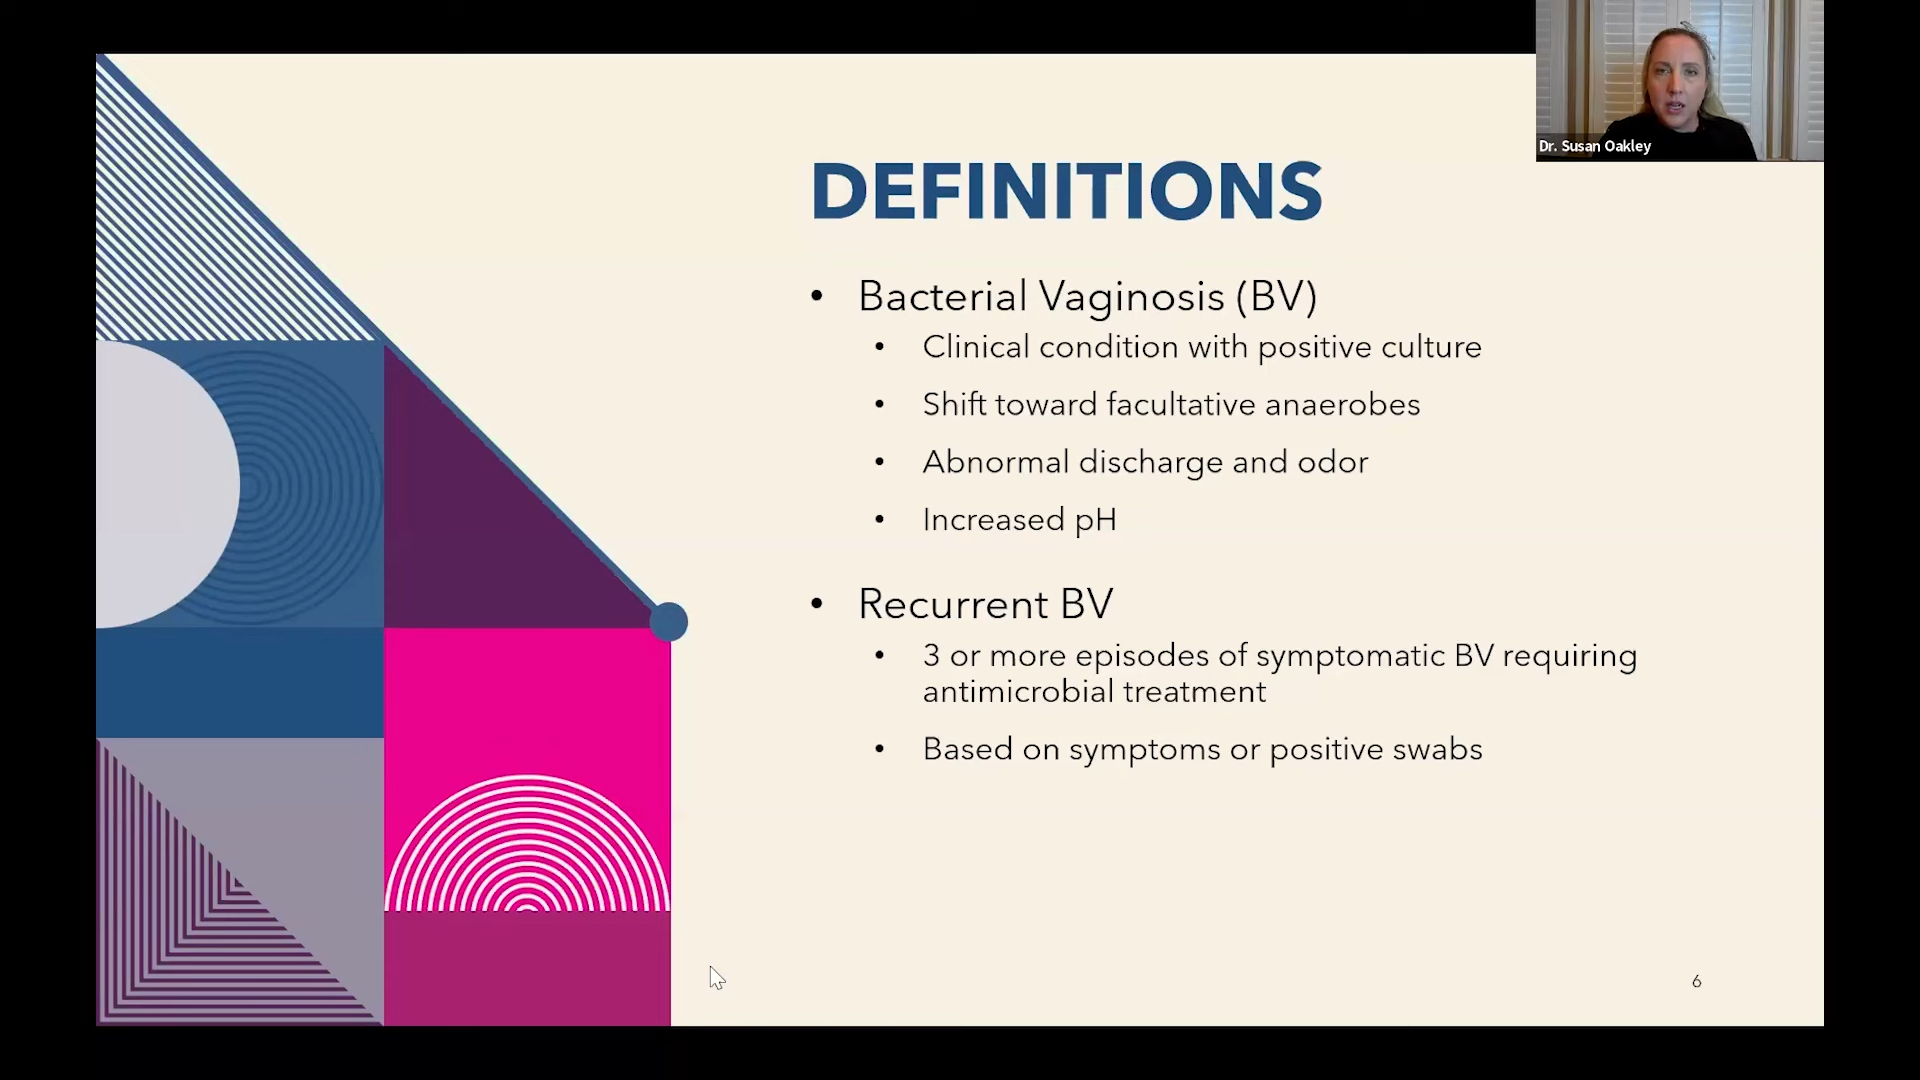 Dr. Susan Oakley
DEFINITIONS
• Bacterial Vaginosis (BV)
• Clinical condition with positive culture
• Shift toward facultative anaerobes
• Abnormal discharge and odor
• Increased pH
• Recurrent BV
• 3 or more episodes of symptomatic BV requiring
antimicrobial treatment
• Based on symptoms or positive swabs
6